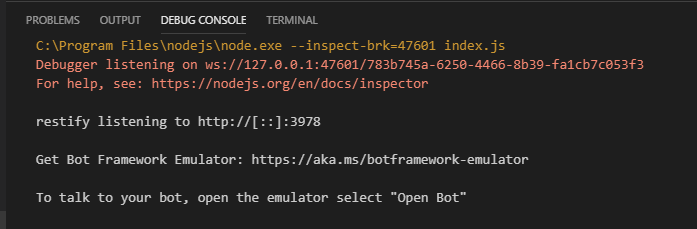 PROBLEMS OUTPUT DEBUG CONSOLE TERMINAL
C:\Program Files\nodejs\node.exe --inspect-brk=47601 index.js
Debugger listening on ws://127.0.0.1:47601/783b745a-6250-4466-8b39-fa1cb7c053f3
For help, see: https://nodejs.org/en/docs/inspector
restify listening to http://[::]:3978
Get Bot Framework Emulator: https://aka.ms/botframework-emulator
To talk to your bot, open the emulator select "Open Bot"